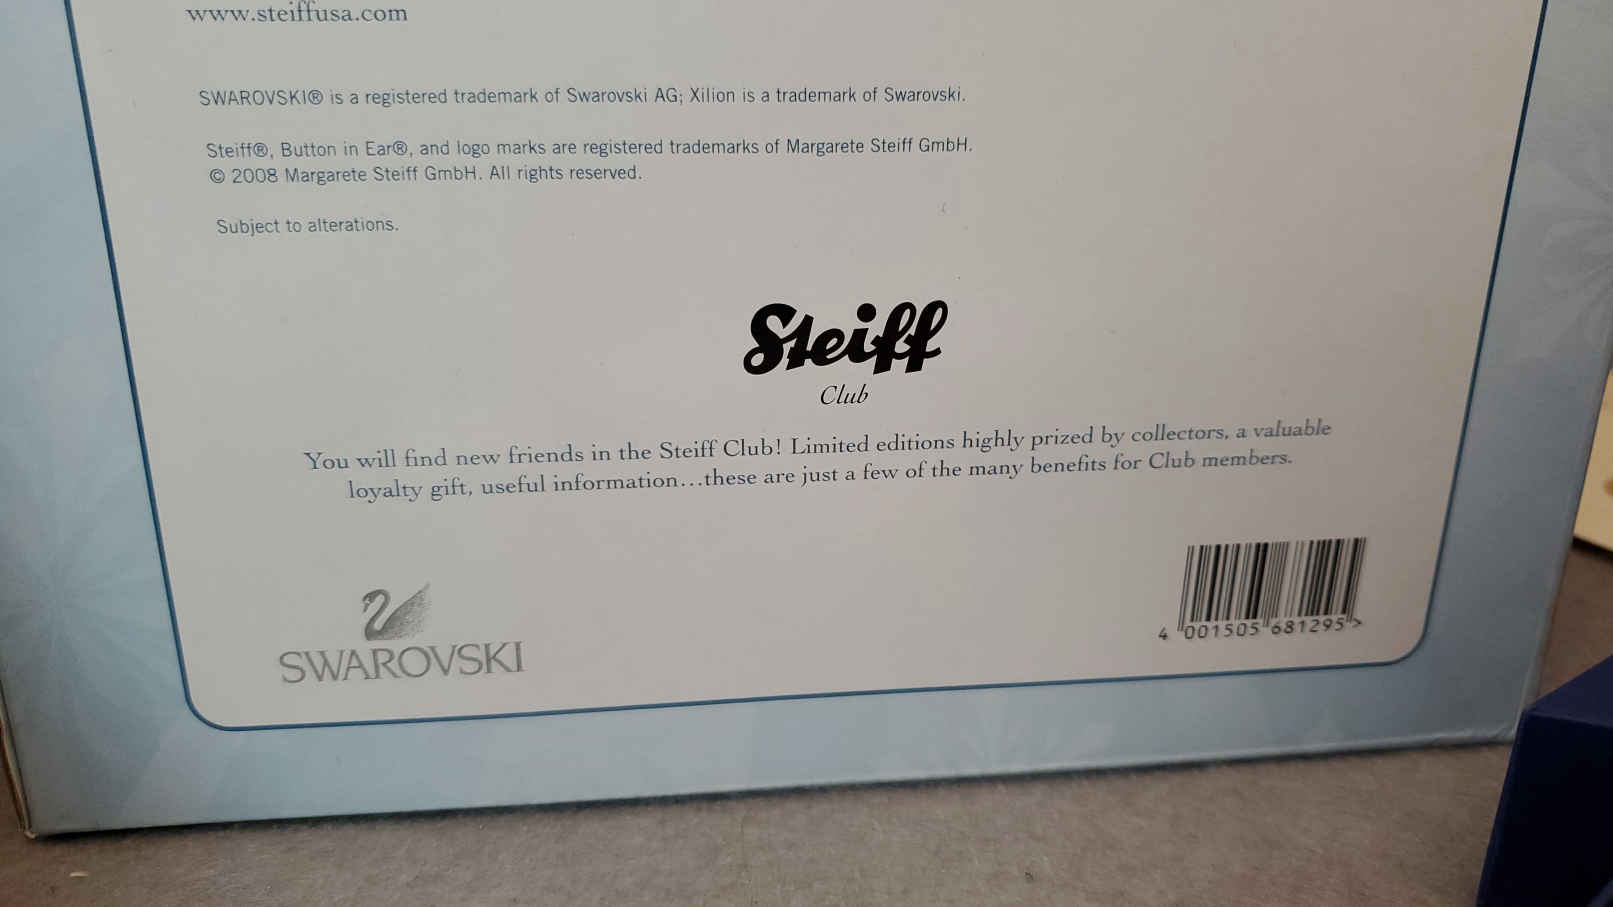 www.steiffusa.com
SWAROVSKI® is a registered trademark of Swarovski AG; Xilion is a trademark of Swarovski.
Steiff®, Button in Ear®, and logo marks are registered trademarks of Margarete Steiff GmbH.
© 2008 Margarete Steiff GmbH. All rights reserved.
Subject to alterations.
Steiff
Club
You will find new friends in the Steiff Club! Limited editions highly prized by collectors, a valuable
loyalty gift, useful information...these are just a few of the many benefits for Club members.
SWAROVSKI
4 001505 681295 >